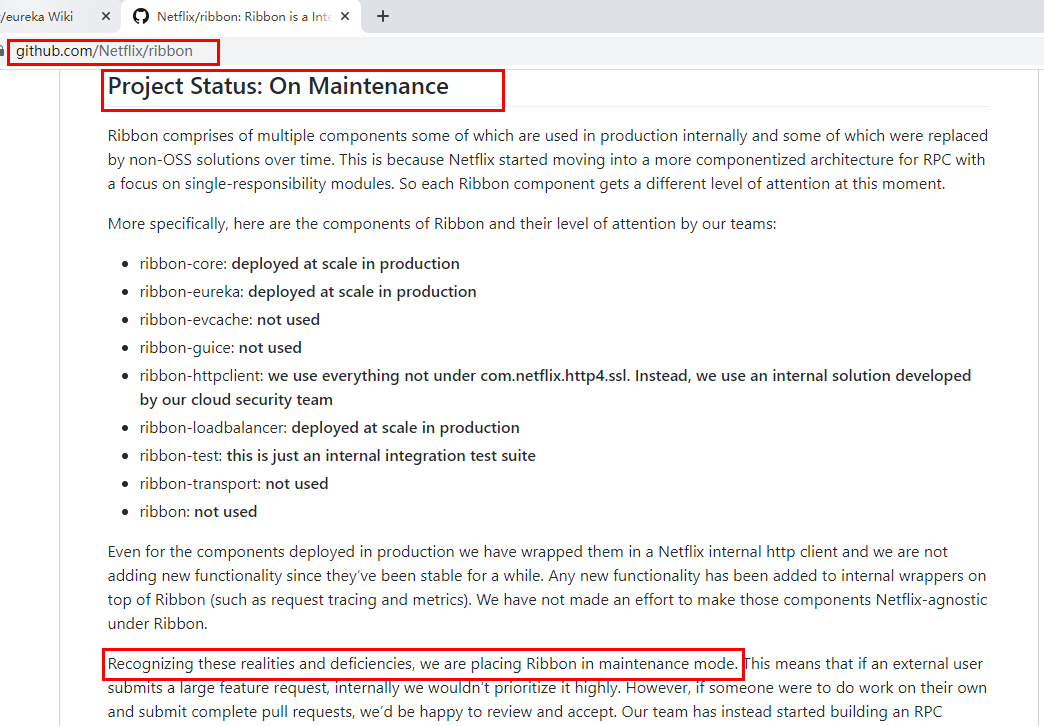 /eureka Wiki
Netflix/ribbon: Ribbon is a Inte
github.com/Netflix/ribbon
Project Status: On Maintenance
Ribbon comprises of multiple components some of which are used in production internally and some of which were replaced
by non-OSS solutions over time. This is because Netflix started moving into a more componentized architecture for RPC with
a focus on single-responsibility modules. So each Ribbon component gets a different level of attention at this moment.
More specifically, here are the components of Ribbon and their level of attention by our teams:
• ribbon-core: deployed at scale in production
• ribbon-eureka: deployed at scale in production
• ribbon-evcache: not used
• ribbon-guice: not used
• ribbon-httpclient: we use everything not under com.netflix.http4.ssl. Instead, we use an internal solution developed
by our cloud security team
• ribbon-loadbalancer: deployed at scale in production
• ribbon-test: this is just an internal integration test suite
• ribbon-transport: not used
• ribbon: not used
Even for the components deployed in production we have wrapped them in a Netflix internal http client and we are not
adding new functionality since they've been stable for a while. Any new functionality has been added to internal wrappers on
top of Ribbon (such as request tracing and metrics). We have not made an effort to make those components Netflix-agnostic
under Ribbon.
Recognizing these realities and deficiencies, we are placing Ribbon in maintenance mode. This means that if an external user
submits a large feature request, internally we wouldn't prioritize it highly. However, if someone were to do work on their own
and submit complete pull requests, we'd be happy to review and accept. Our team has instead started building an RPC